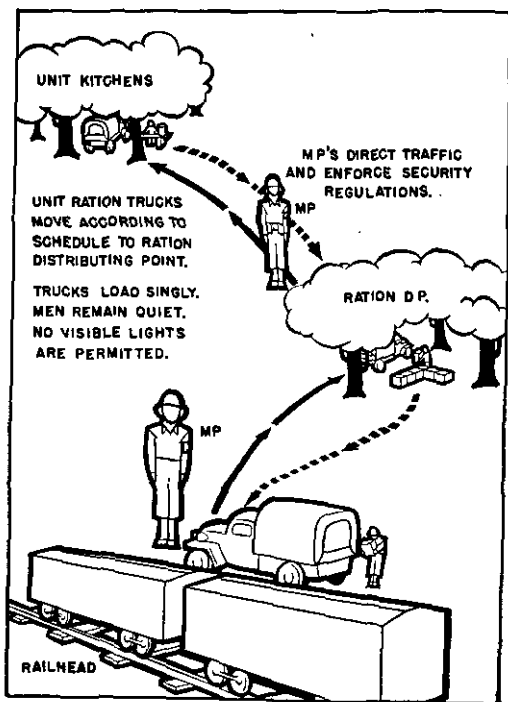 UNIT KITCHENS
MP'S DIRECT TRAFFIC
AND ENFORCE SECURITY
REGULATIONS.
MP
UNIT RATION TRUCKS
MOVE ACCORDING TO
SCHEDULE TO RATION
DISTRIBUTING POINT.
TRUCKS LOAD SINGLY.
MEN REMAIN QUIET.
NO VISIBLE LIGHTS
ARE PERMITTED.
RATION D P.
MP
RAILHEAD